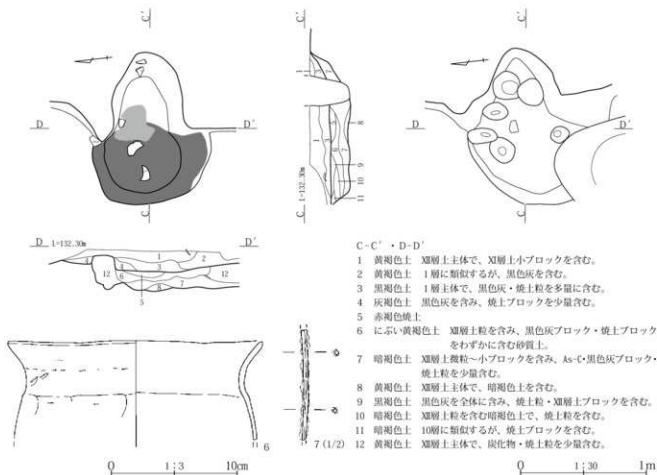 C′
C′
D
D′
C
C′
C
L=132.30m
C′
D
D′
C
D L=132.30m
D′
C-C′・D-D′
1 黄褐色土 Ⅻ層土主体で、Ⅺ層土小ブロックを含む。
2 黄褐色土 1層に類似するが、黒色灰を含む。
3 黒褐色土 1層主体で、黒色灰・焼土粒を多量に含む。
4 灰褐色土 黒色灰を含み、焼土ブロックを少量含む。
5 赤褐色焼土
6 にぶい黄褐色土 Ⅻ層土粒を含み、黒色灰ブロック・焼土ブロック
をわずかに含む砂質土。
7 暗褐色土 Ⅻ層土微粒～小ブロックを含み、As-C・黒色灰ブロック・
焼土粒を少量含む。
8 黄褐色土 Ⅻ層土主体で、暗褐色土を含む。
9 黒褐色土 黒色灰を全体に含み、焼土粒・Ⅻ層土ブロックを含む。
10 暗褐色土 Ⅻ層土粒を含む暗褐色土で、焼土粒を含む。
11 暗褐色土 10層に類似するが、焼土ブロックを含む。
12 黄褐色土 Ⅻ層土主体で、炭化物・焼土粒を少量含む。
6
7 (1/2)
0 1:3 10cm
0 1:30 1m